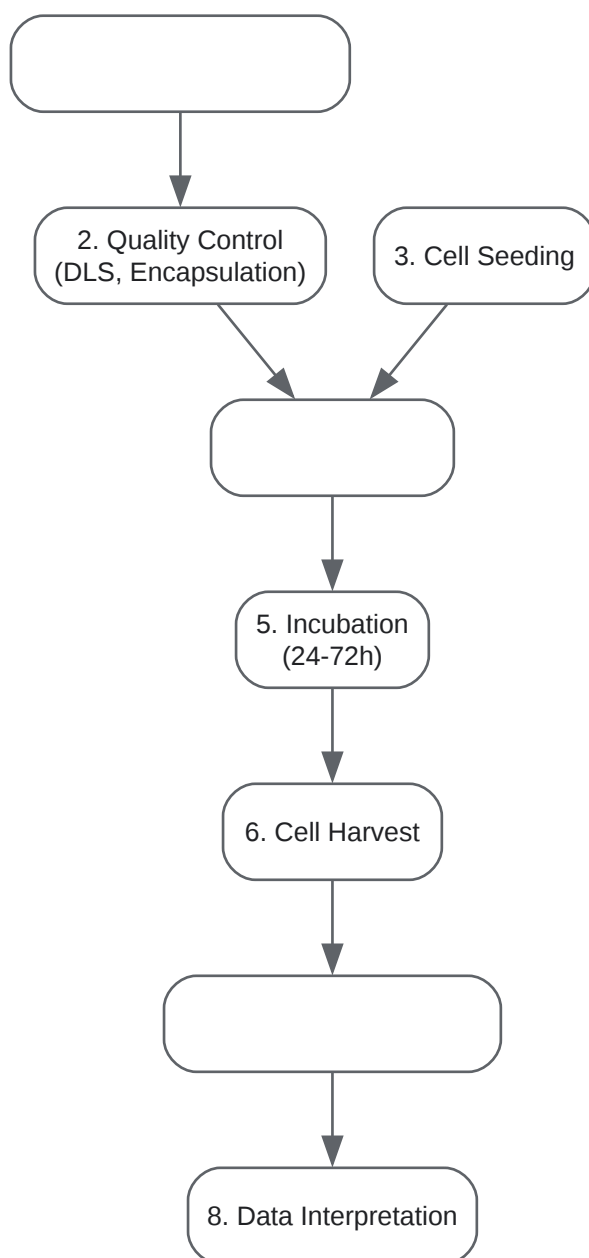 2. Quality Control
(DLS, Encapsulation)
3. Cell Seeding
5. Incubation
(24-72h)
6. Cell Harvest
8. Data Interpretation